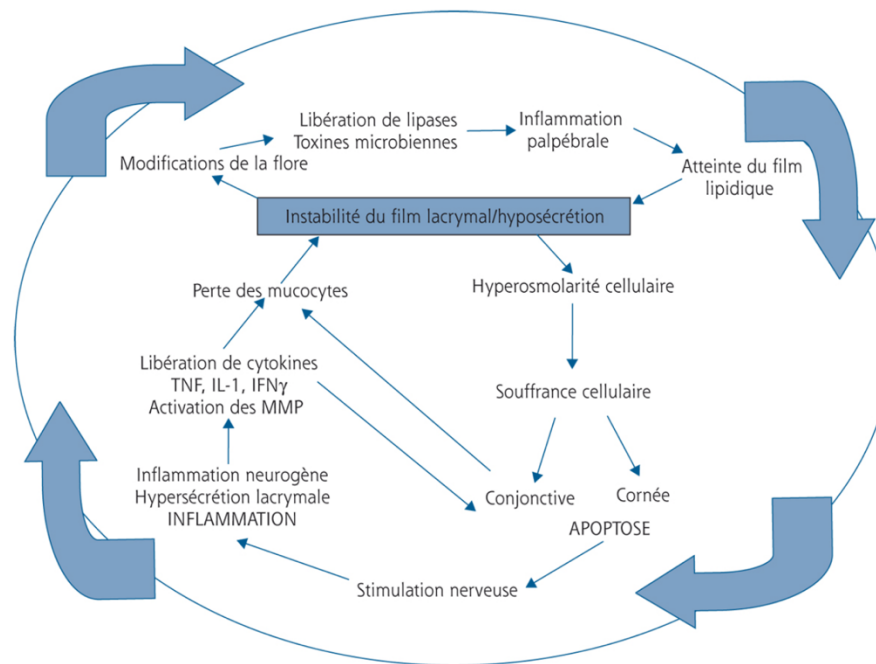 Libération de lipases
Toxines microbiennes
Inflammation
palpébrale
Modifications de la flore
Atteinte du film
lipidique
Instabilité du film lacrymal/hyposécrétion
Perte des mucocytes
Hyperosmolarité cellulaire
Libération de cytokines
TNF, IL-1, IFNγ
Activation des MMP
Souffrance cellulaire
Inflammation neurogène
Hypersécrétion lacrymale
INFLAMMATION
Conjonctive
Cornée
APOPTOSE
Stimulation nerveuse